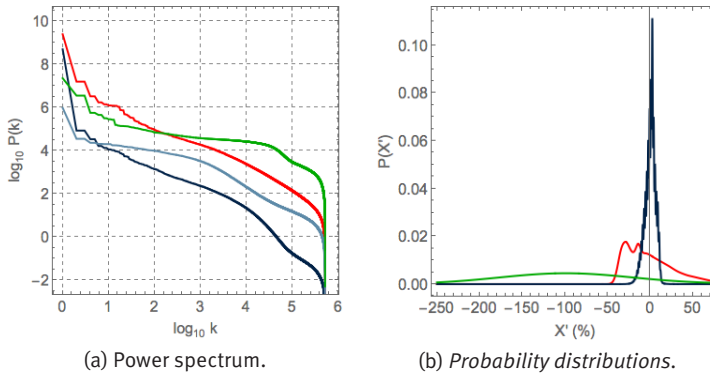 10
8
6
4
2
0
−2
log10 P(k)
0 1 2 3 4 5 6
log10 k
(a) Power spectrum.
0.10
0.08
0.06
0.04
0.02
0.00
P(X')
−250 −200 −150 −100 −50 0 50
X' (%)
(b) Probability distributions.